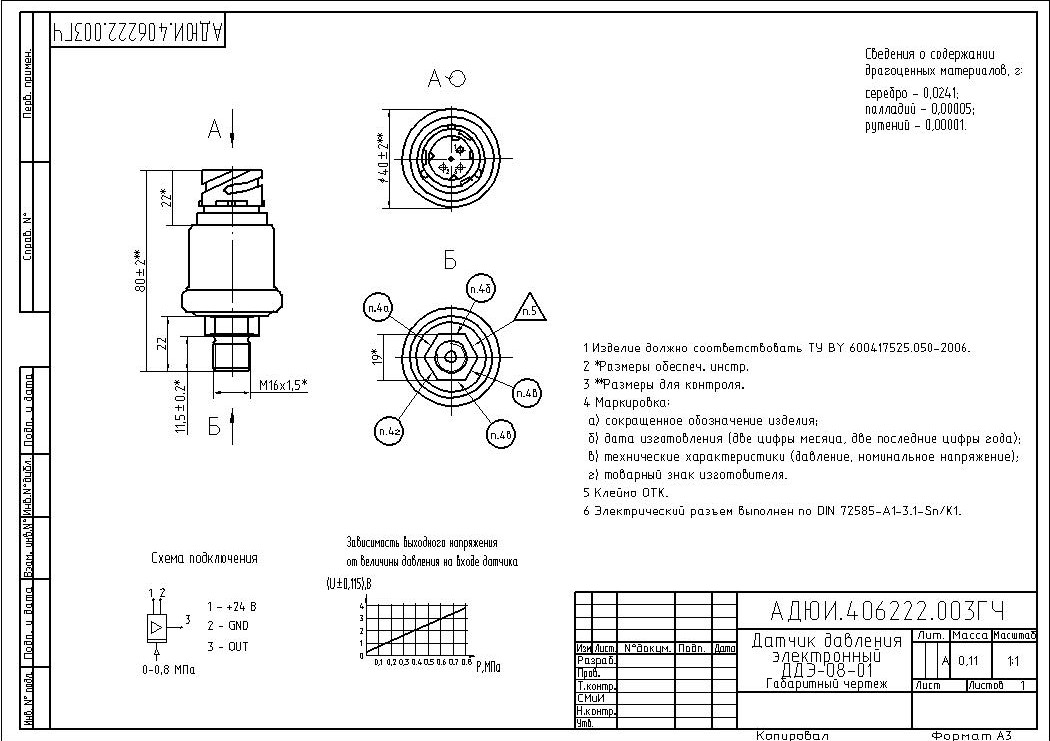 АДЮИ.406222.003ГЧ
Перв. примен.
Справ. N°
Подп. и дата
Инв.N°дубл.
Взам. инв.N°
Подп. и дата
Инв. N° подл.
Сведения о содержании
драгоценных материалов, г:
серебро - 0,0241;
палладий - 0,00005;
рутений - 0,00001.
А
А
⌀40±2**
22*
80±2**
22
11,5±0,2*
М16х1,5*
Б
Б
п.4а
п.4б
п.5
19*
п.4в
п.4г
п.4в
1 Изделие должно соответствовать ТУ BY 600417525.050-2006.
2 *Размеры обеспеч. инстр.
3 **Размеры для контроля.
4 Маркировка:
а) сокращенное обозначение изделия;
б) дата изготовления (две цифры месяца, две последние цифры года);
в) технические характеристики (давление, номинальное напряжение);
г) товарный знак изготовителя.
5 Клеймо ОТК.
6 Электрический разъем выполнен по DIN 72585-A1-3.1-Sn/K1.
Схема подключения
1 2
3
0-0,8 МПа
1 - +24 В
2 - GND
3 - OUT
Зависимость выходного напряжения
от величины давления на входе датчика
(U±0,115),В
4
3
2
1
0
0,1 0,2 0,3 0,4 0,5 0,6 0,7 0,8
Р,МПа
АДЮИ.406222.003ГЧ
Датчик давления
электронный
ДДЭ-08-01
Габаритный чертеж
Лит. Масса Масштаб
А 0,11 1:1
Лист Листов 1
Изм Лист. N°докум. Подп. Дата
Разраб.
Пров.
Т.контр.
СМиИ
Н.контр.
Утв.
Копировал Формат А3